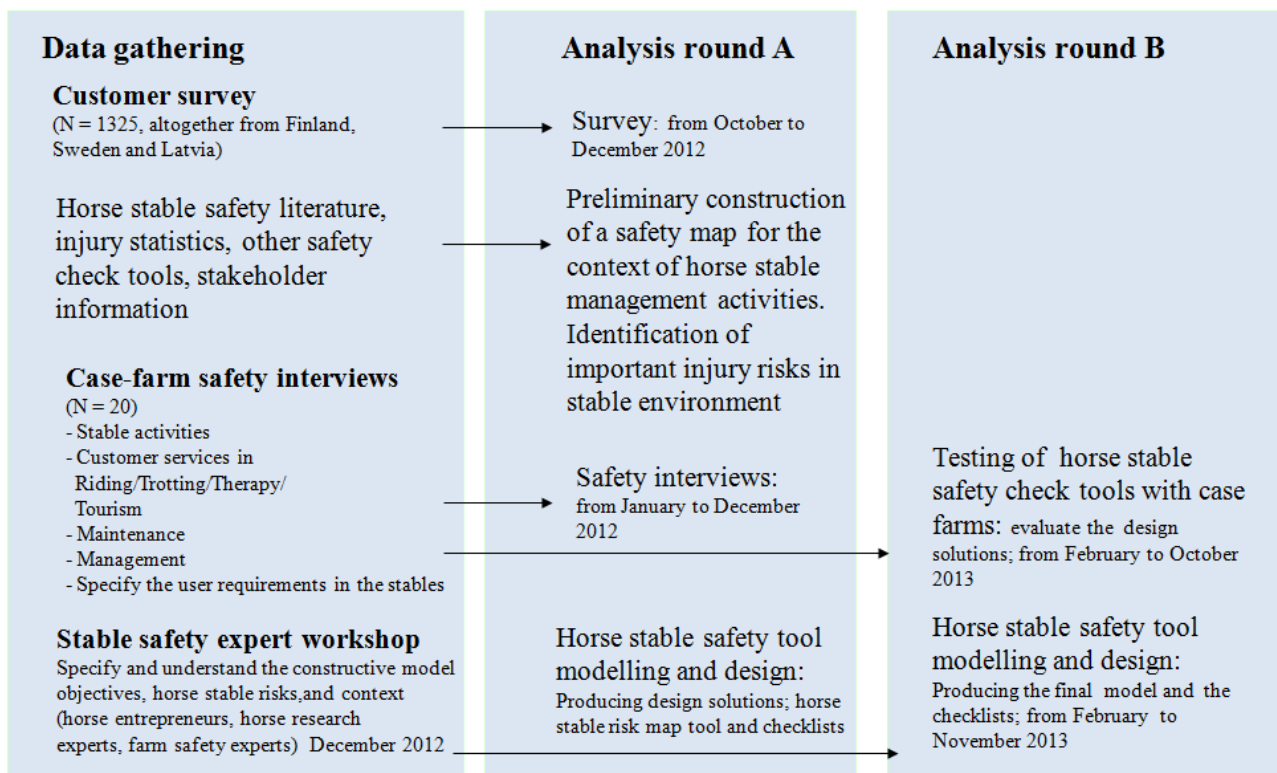 Data gathering
Customer survey
(N = 1325, altogether from Finland,
Sweden and Latvia)
Horse stable safety literature,
injury statistics, other safety
check tools, stakeholder
information
Case-farm safety interviews
(N = 20)
- Stable activities
- Customer services in
Riding/Trotting/Therapy/
Tourism
- Maintenance
- Management
- Specify the user requirements in the stables
Stable safety expert workshop
Specify and understand the constructive model
objectives, horse stable risks,and context
(horse entrepreneurs, horse research
experts, farm safety experts) December 2012
Analysis round A
Survey: from October to
December 2012
Preliminary construction
of a safety map for the
context of horse stable
management activities.
Identification of
important injury risks in
stable environment
Safety interviews:
from January to December
2012
Horse stable safety tool
modelling and design:
Producing design solutions; horse
stable risk map tool and checklists
Analysis round B
Testing of horse stable
safety check tools with case
farms: evaluate the design
solutions; from February to October
2013
Horse stable safety tool
modelling and design:
Producing the final model and the
checklists; from February to
November 2013